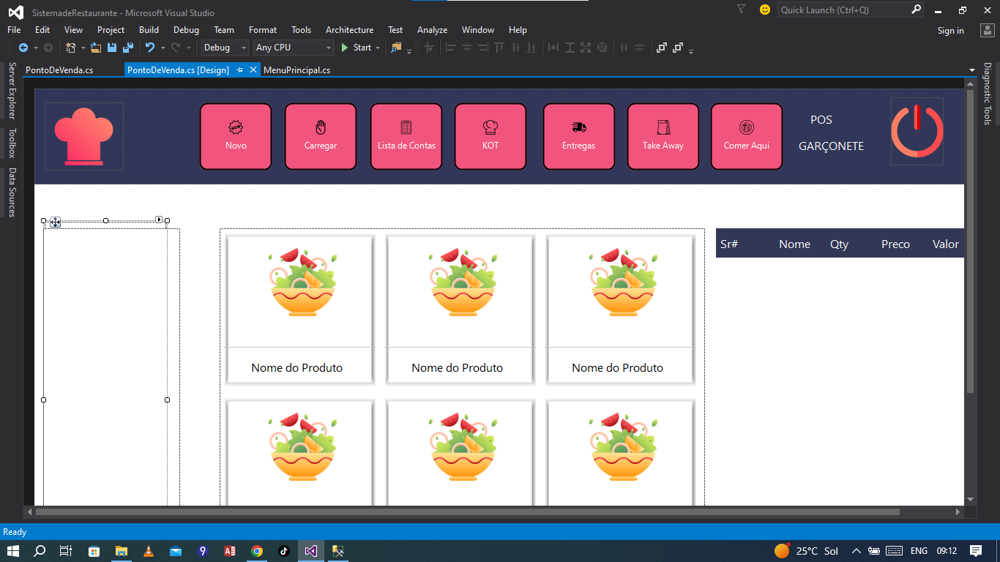 SistemadeRestaurante - Microsoft Visual Studio
Quick Launch (Ctrl+Q)
File Edit View Project Build Debug Team Format Tools Architecture Test Analyze Window Help
Sign in
Debug Any CPU Start
PontoDeVenda.cs PontoDeVenda.cs [Design] MenuPrincipal.cs
Server Explorer
Toolbox
Data Sources
Diagnostic Tools
NEW
Novo Carregar Lista de Contas KOT Entregas Take Away Comer Aqui
POS
GARÇONETE
Sr# Nome Qty Preco Valor
Nome do Produto Nome do Produto Nome do Produto
Ready
9
25°C Sol ENG 09:12